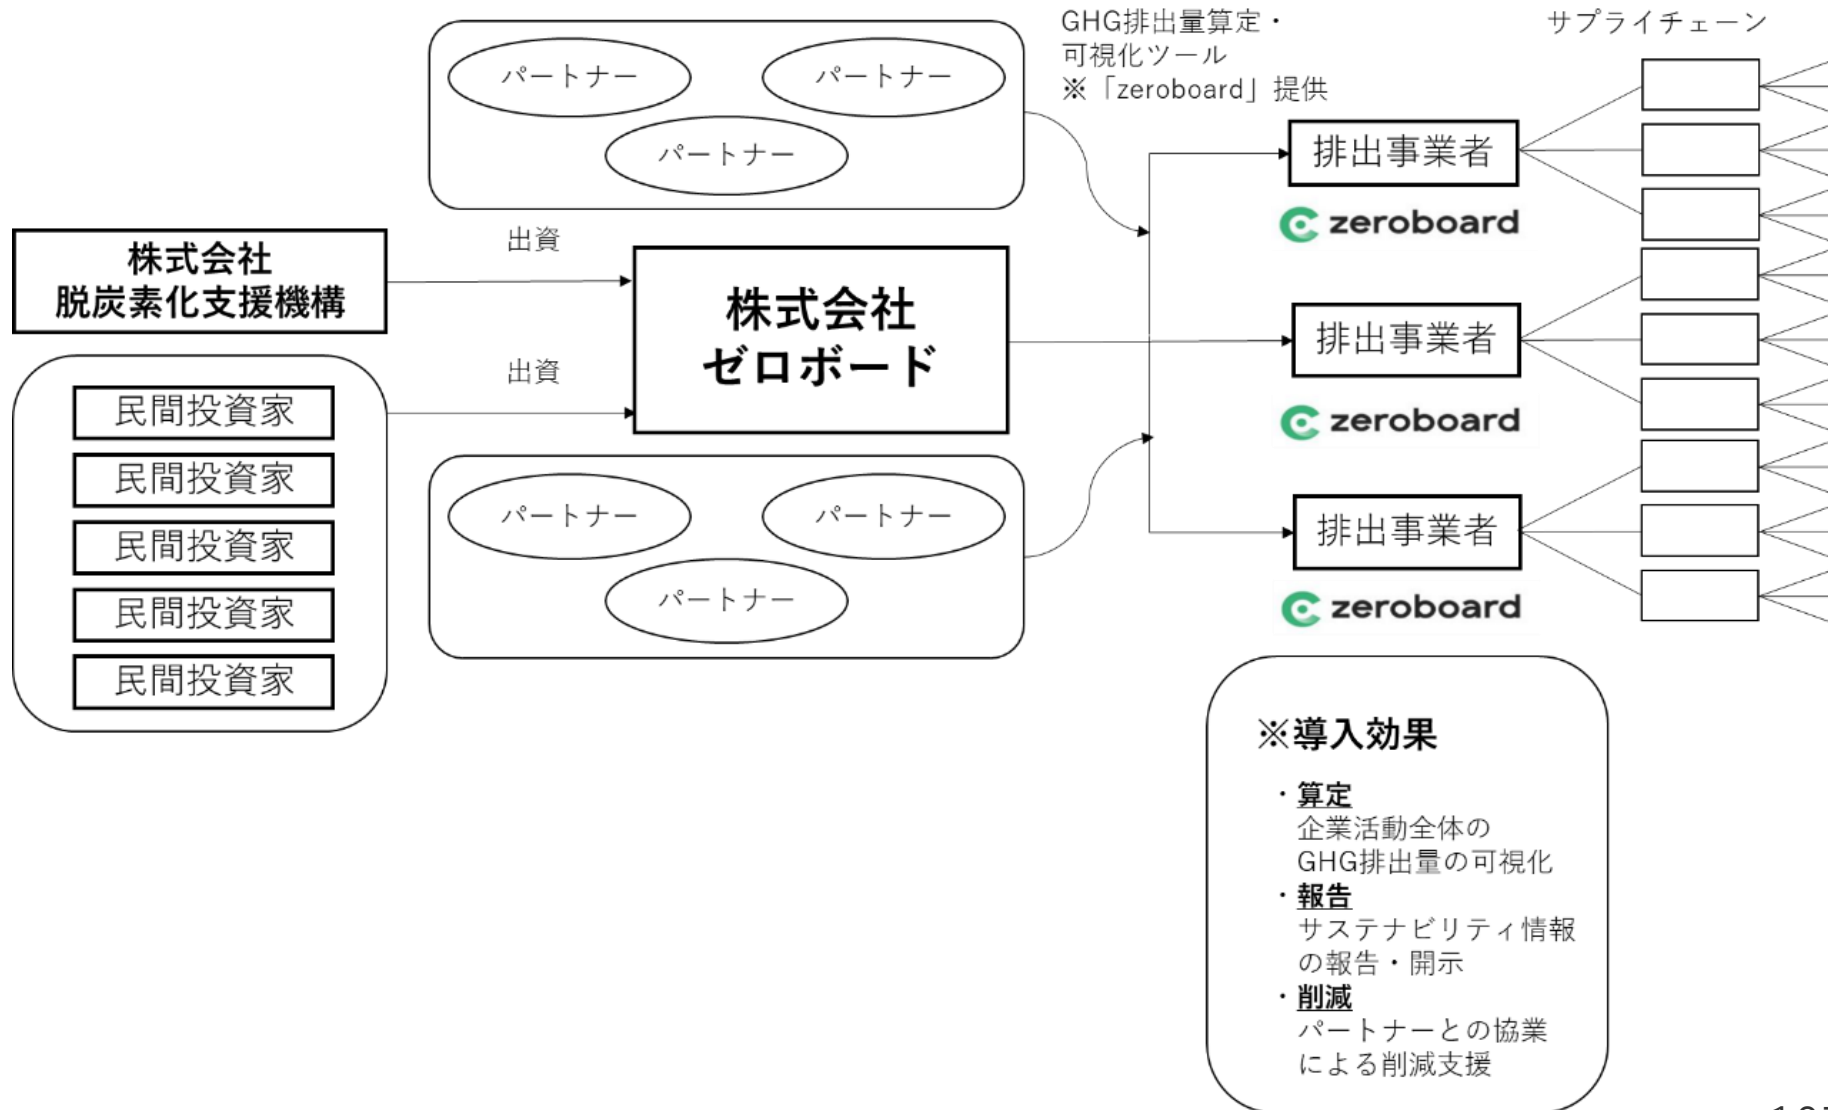 GHG排出量算定・
可視化ツール
※「zeroboard」提供
サプライチェーン
パートナー
パートナー
パートナー
排出事業者
zeroboard
株式会社
脱炭素化支援機構
出資
株式会社
ゼロボード
出資
排出事業者
zeroboard
民間投資家
民間投資家
民間投資家
民間投資家
民間投資家
パートナー
パートナー
パートナー
排出事業者
zeroboard
※導入効果
・算定
企業活動全体の
GHG排出量の可視化
・報告
サステナビリティ情報
の報告・開示
・削減
パートナーとの協業
による削減支援